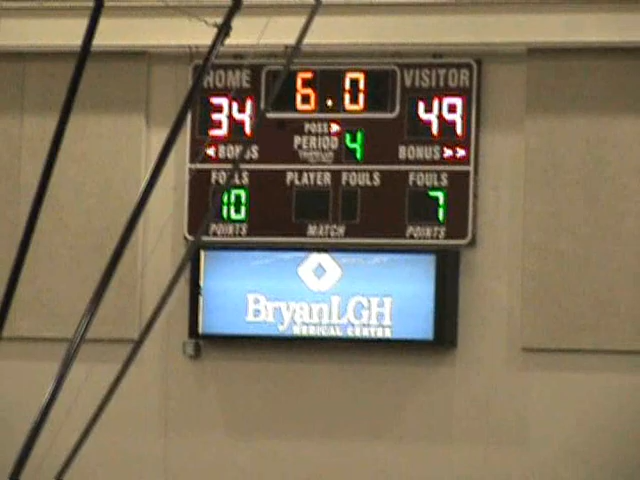 HOME 6.0 VISITOR
34 49
POSS
PERIOD 4
BONUS BONUS
FOULS PLAYER FOULS FOULS
10 7
POINTS MATCH POINTS
BryanLGH
MEDICAL CENTER